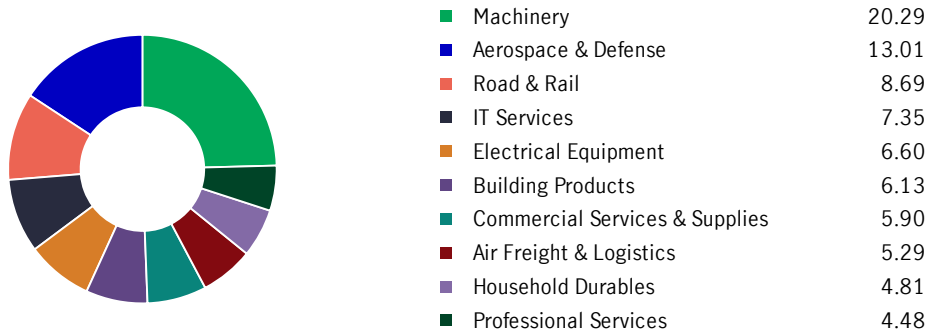 Machinery 20.29
Aerospace & Defense 13.01
Road & Rail 8.69
IT Services 7.35
Electrical Equipment 6.60
Building Products 6.13
Commercial Services & Supplies 5.90
Air Freight & Logistics 5.29
Household Durables 4.81
Professional Services 4.48